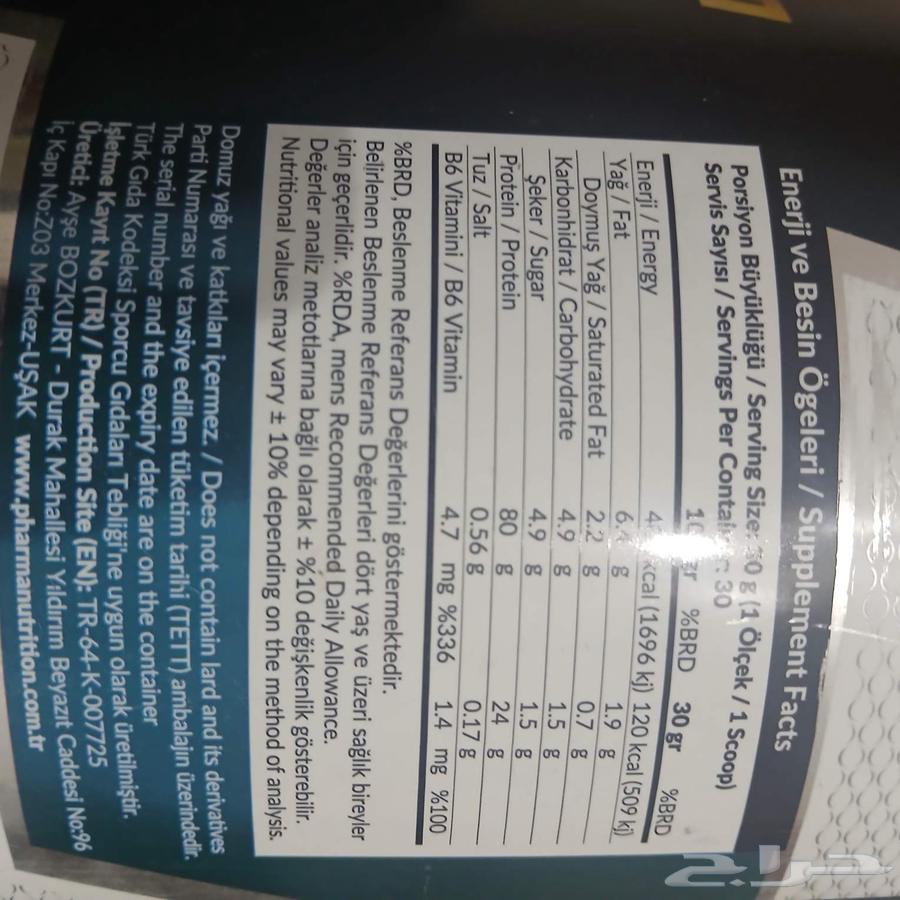 Enerji ve Besin Ögeleri / Supplement Facts
Porsiyon Büyüklüğü / Serving Size: 30 g (1 Ölçek / 1 Scoop)
Servis Sayısı / Servings Per Container: 30
%BRD 30 gr %BRD
Enerji / Energy kcal (1696 kj) 120 kcal (509 kj)
Yağ / Fat 6.4 g 1.9 g
Doymuş Yağ / Saturated Fat 2.2 g 0.7 g
Karbonhidrat / Carbohydrate 4.9 g 1.5 g
Şeker / Sugar 4.9 g 1.5 g
Protein / Protein 80 g 24 g
Tuz / Salt 0.56 g 0.17 g
B6 Vitamini / B6 Vitamin 4.7 mg %336 1.4 mg %100
%BRD, Beslenme Referans Değerlerini göstermektedir.
Belirlenen Beslenme Referans Değerleri dört yaş ve üzeri sağlık bireyler
için geçerlidir. %RDA, mens Recommended Daily Allowance.
Değerler analiz metotlarına bağlı olarak ± %10 değişkenlik gösterebilir.
Nutritional values may vary ± 10% depending on the method of analysis.
Domuz yağı ve katkıları içermez. / Does not contain lard and its derivatives
Parti Numarası ve tavsiye edilen tüketim tarihi (TETT) ambalajın üzerindedir.
The serial number and the expiry date are on the container
Türk Gıda Kodeksi Sporcu Gıdaları Tebliği'ne uygun olarak üretilmiştir.
İşletme Kayıt No (TR) / Production Site (EN): TR-64-K-007725
Üretici: Ayşe BOZKURT - Durak Mahallesi Yıldırım Beyazıt Caddesi No:96
İç Kapı No:Z03 Merkez-UŞAK www.pharmanutrition.com.tr
حراج